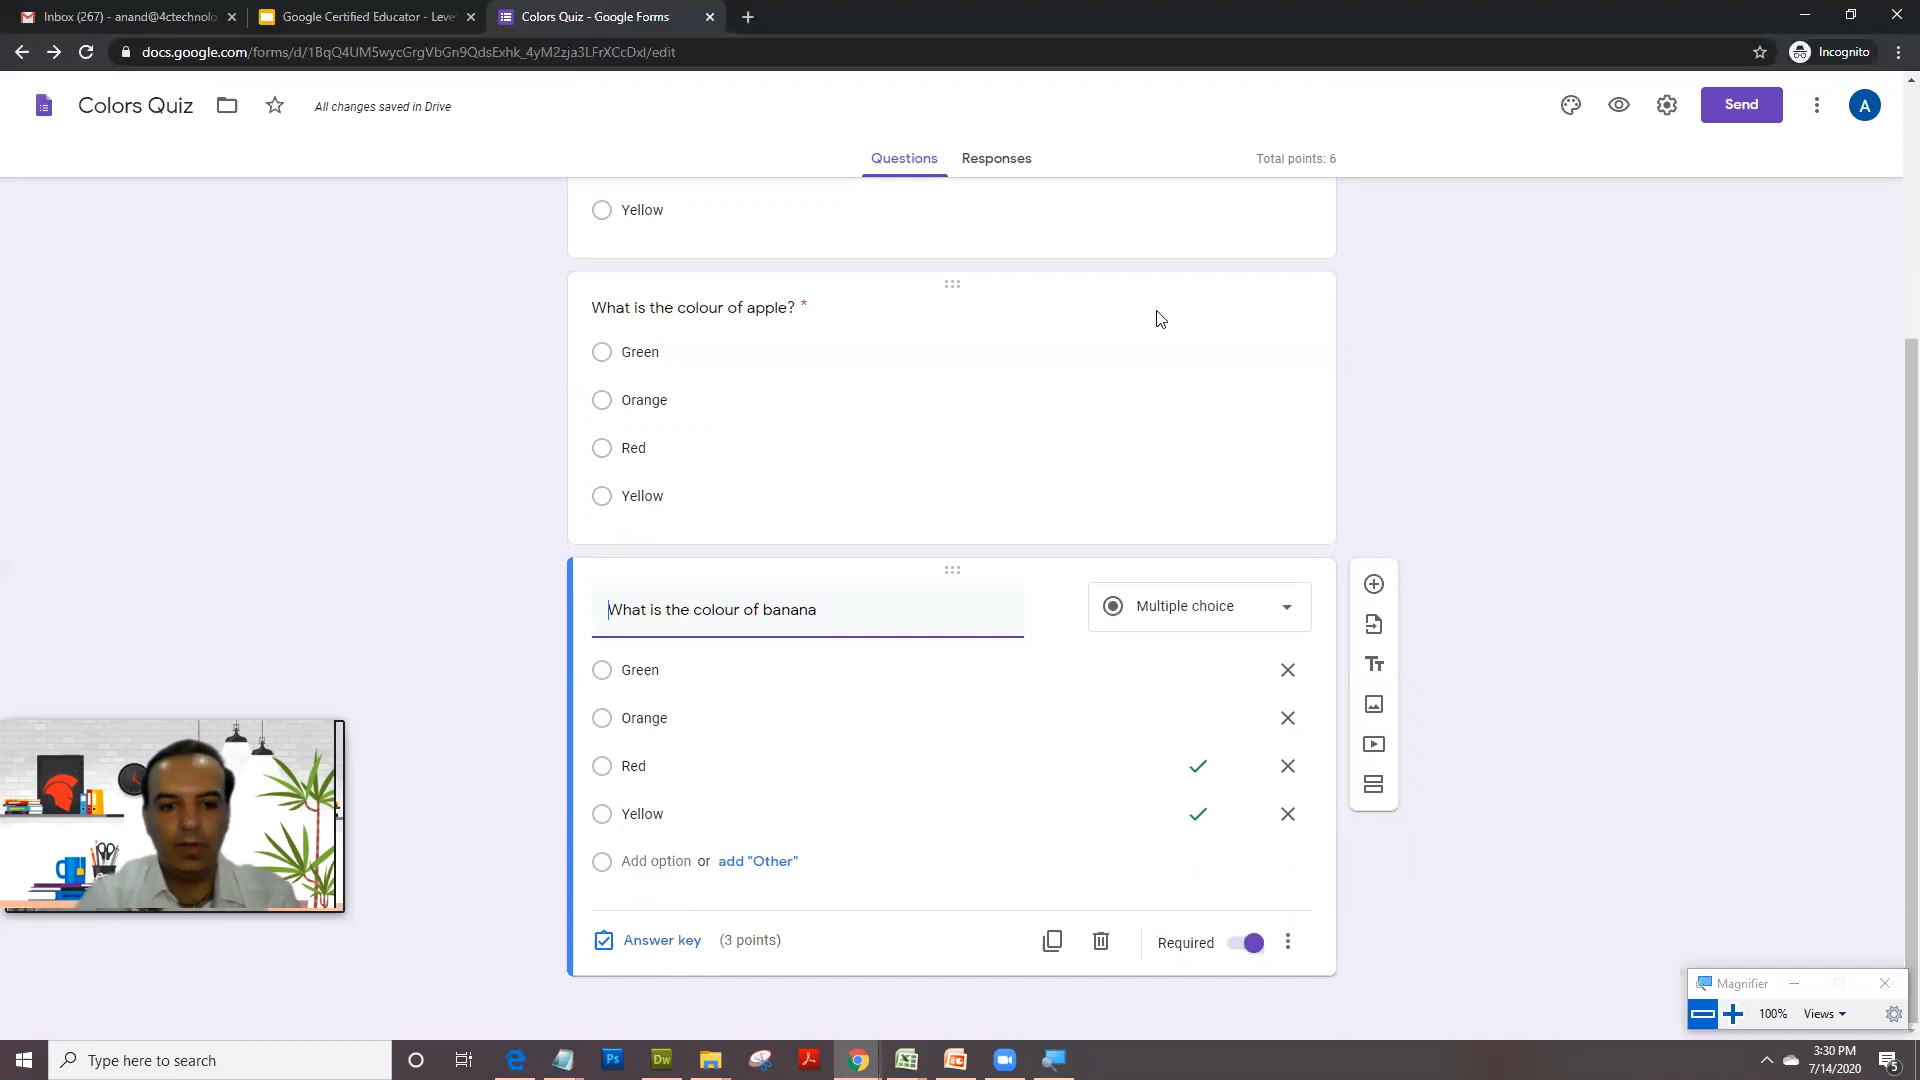 Inbox (267) - anand@4ctechnolo
Google Certified Educator - Leve
Colors Quiz - Google Forms
docs.google.com/forms/d/1BqQ4UM5wycGrgVbGn9QdsExhk_4yM2zja3LFrXCcDxI/edit
Incognito
Colors Quiz
All changes saved in Drive
Send
A
Questions
Responses
Total points: 6
Yellow
What is the colour of apple? *
Green
Orange
Red
Yellow
What is the colour of banana
Multiple choice
Green
Orange
Red
Yellow
Add option or add "Other"
Answer key (3 points)
Required
Magnifier
100%
Views
Type here to search
Ps
Dw
3:30 PM
7/14/2020
5